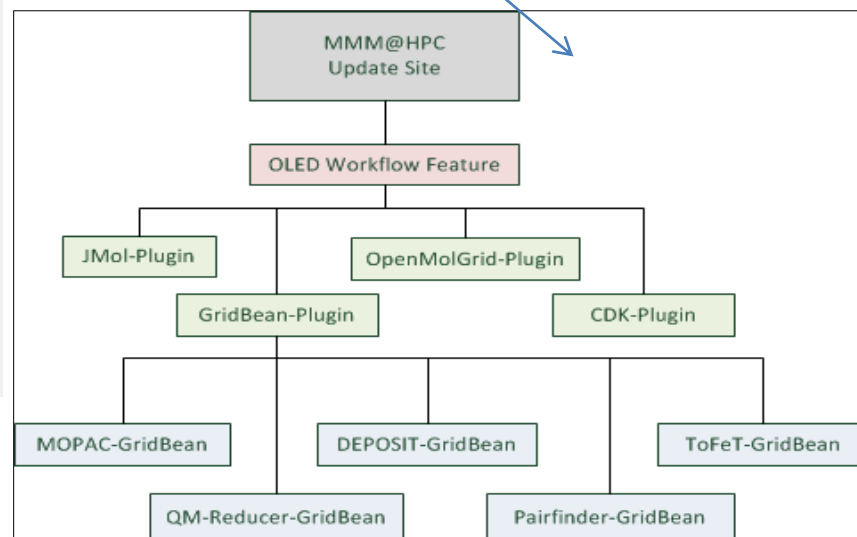 MMM@HPC
Update Site
OLED Workflow Feature
JMol-Plugin
OpenMolGrid-Plugin
GridBean-Plugin
CDK-Plugin
MOPAC-GridBean
DEPOSIT-GridBean
ToFeT-GridBean
QM-Reducer-GridBean
Pairfinder-GridBean